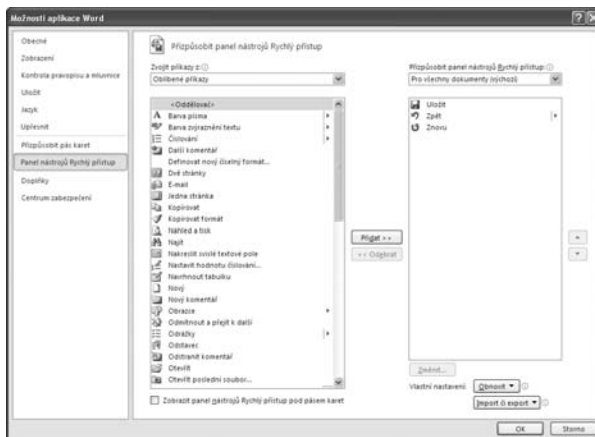 Možnosti aplikace Word
Obecné
Zobrazení
Kontrola pravopisu a mluvnice
Uložit
Jazyk
Upřesnit
Přizpůsobit pás karet
Panel nástrojů Rychlý přístup
Doplňky
Centrum zabezpečení
Přizpůsobit panel nástrojů Rychlý přístup
Zvolit příkazy z:
Oblíbené příkazy
<Oddělovač>
Barva písma
Barva zvýraznění textu
Číslování
Další komentář
Definovat nový číselný formát...
Dvě stránky
E-mail
Jedna stránka
Kopírovat
Kopírovat formát
Náhled a tisk
Najít
Nakreslit svislé textové pole
Nastavit hodnotu číslování...
Navrhnout tabulku
Nový
Nový komentář
Obrazce
Odmítnout a přejít k další
Odrážky
Odstavec
Odstranit komentář
Otevřít
Otevřít poslední soubor...
Zobrazit panel nástrojů Rychlý přístup pod pásem karet
Přidat >>
<< Odebrat
Přizpůsobit panel nástrojů Rychlý přístup:
Pro všechny dokumenty (výchozí)
Uložit
Zpět
Znovu
Změnit...
Vlastní nastavení:
Obnovit
Import či export
OK
Storno